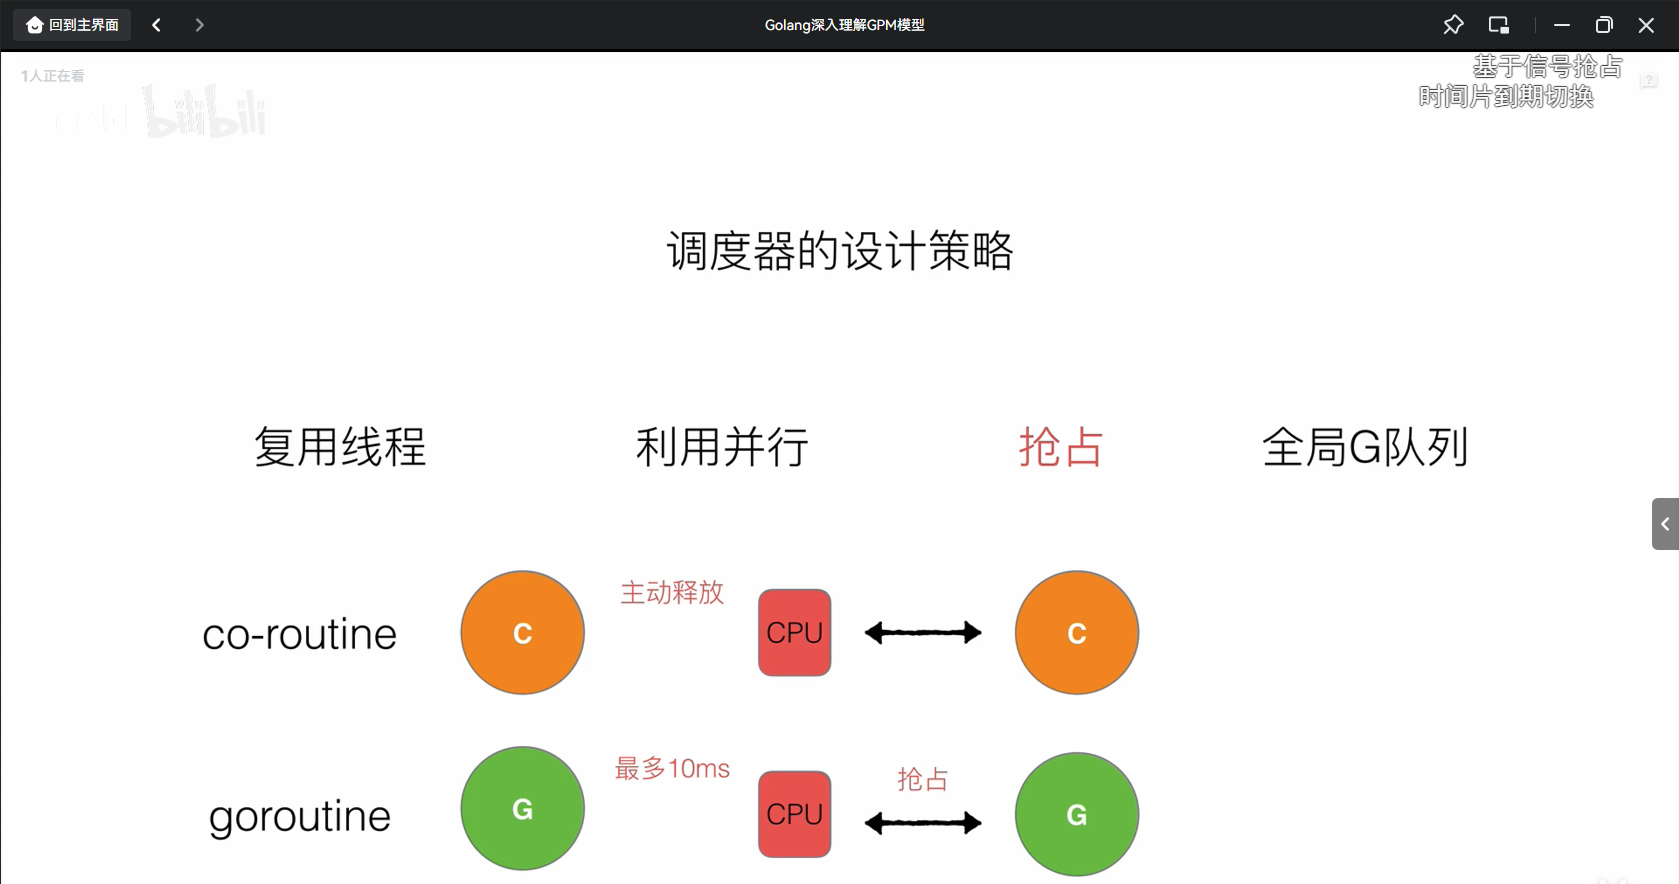 回到主界面
Golang深入理解GPM模型
1人正在看
基于信号抢占
时间片到期切换
bilibili
调度器的设计策略
复用线程 利用并行 抢占 全局G队列
co-routine C 主动释放 CPU C
goroutine G 最多10ms CPU 抢占 G